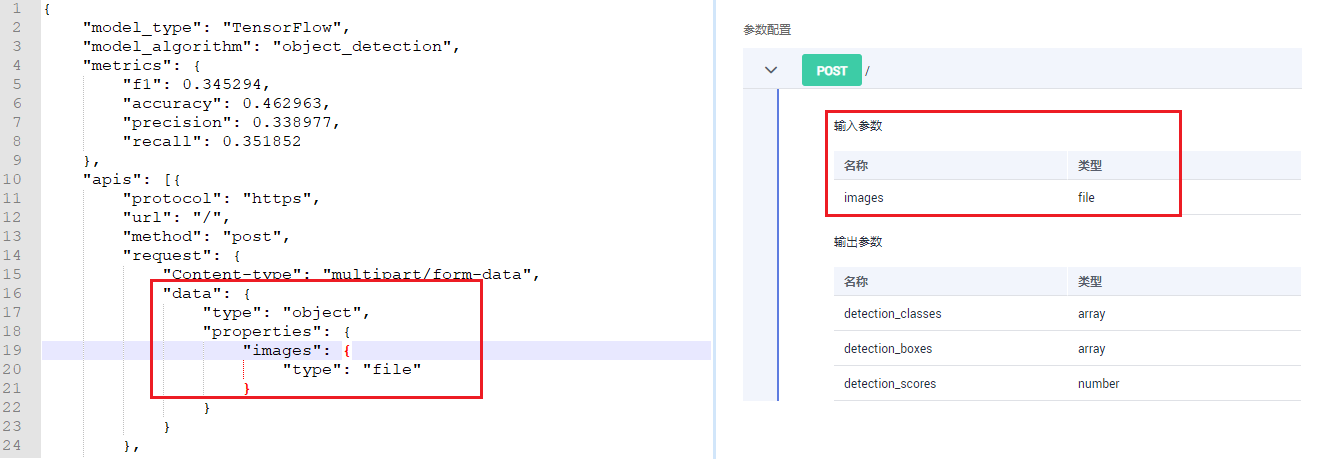 1 {
2 "model_type": "TensorFlow",
3 "model_algorithm": "object_detection",
4 "metrics": {
5 "f1": 0.345294,
6 "accuracy": 0.462963,
7 "precision": 0.338977,
8 "recall": 0.351852
9 },
10 "apis": [{
11 "protocol": "https",
12 "url": "/",
13 "method": "post",
14 "request": {
15 "Content-type": "multipart/form-data",
16 "data": {
17 "type": "object",
18 "properties": {
19 "images": {
20 "type": "file"
21 }
22 }
23 }
24 },
参数配置
POST /
输入参数
名称 类型
images file
输出参数
名称 类型
detection_classes array
detection_boxes array
detection_scores number